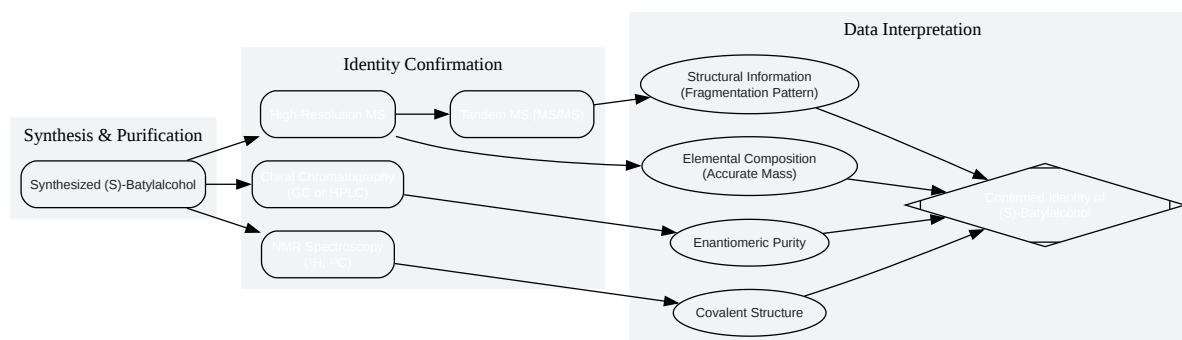 Synthesis & Purification
Synthesized (S)-Batylalcohol
Identity Confirmation
High-Resolution MS
Tandem MS (MS/MS)
Chiral Chromatography
(GC or HPLC)
NMR Spectroscopy
(¹H, ¹³C)
Data Interpretation
Structural Information
(Fragmentation Pattern)
Elemental Composition
(Accurate Mass)
Enantiomeric Purity
Covalent Structure
Confirmed Identity of
(S)-Batylalcohol